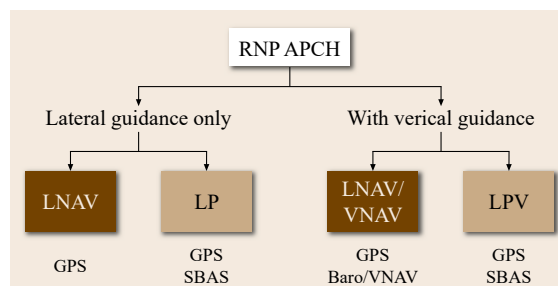 RNP APCH
Lateral guidance only
With verical guidance
LNAV
LP
LNAV/
VNAV
LPV
GPS
GPS
SBAS
GPS
Baro/VNAV
GPS
SBAS